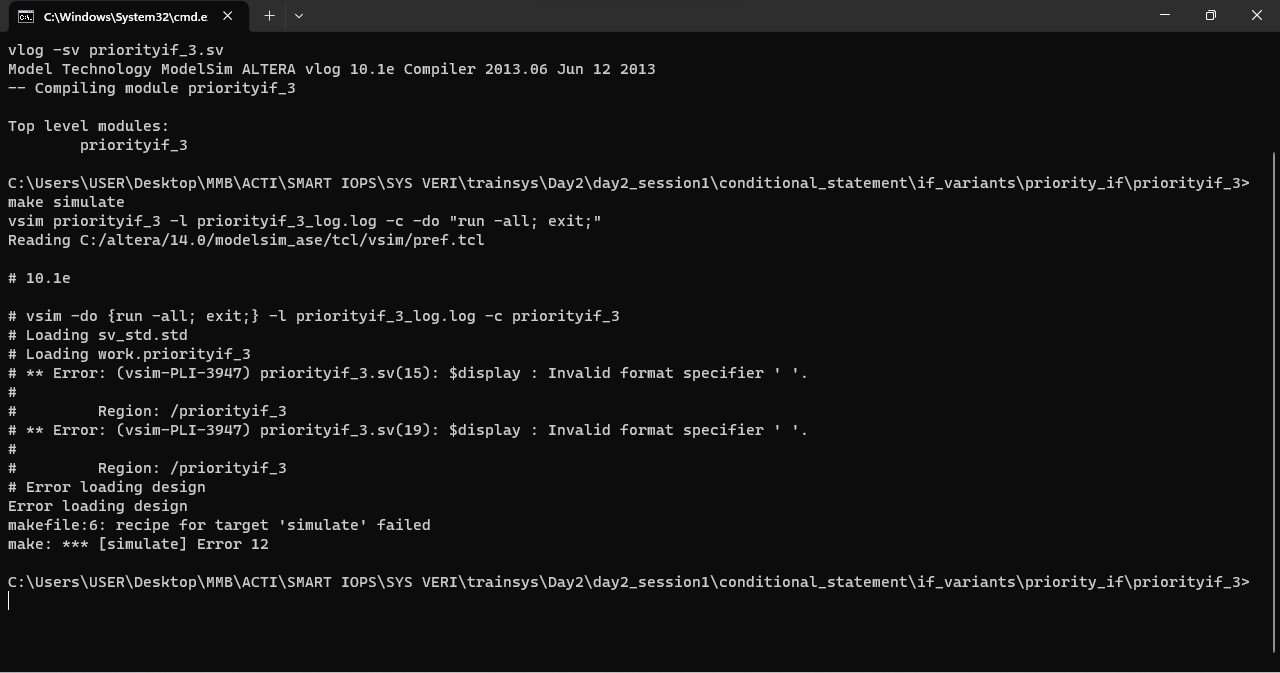 C:\Windows\System32\cmd.e
vlog -sv priorityif_3.sv
Model Technology ModelSim ALTERA vlog 10.1e Compiler 2013.06 Jun 12 2013
-- Compiling module priorityif_3
Top level modules:
priorityif_3
C:\Users\USER\Desktop\MMB\ACTI\SMART IOPS\SYS VERI\trainsys\Day2\day2_session1\conditional_statement\if_variants\priority_if\priorityif_3>
make simulate
vsim priorityif_3 -l priorityif_3_log.log -c -do "run -all; exit;"
Reading C:/altera/14.0/modelsim_ase/tcl/vsim/pref.tcl
# 10.1e
# vsim -do {run -all; exit;} -l priorityif_3_log.log -c priorityif_3
# Loading sv_std.std
# Loading work.priorityif_3
# ** Error: (vsim-PLI-3947) priorityif_3.sv(15): $display : Invalid format specifier ' '.
#
# Region: /priorityif_3
# ** Error: (vsim-PLI-3947) priorityif_3.sv(19): $display : Invalid format specifier ' '.
#
# Region: /priorityif_3
# Error loading design
Error loading design
makefile:6: recipe for target 'simulate' failed
make: *** [simulate] Error 12
C:\Users\USER\Desktop\MMB\ACTI\SMART IOPS\SYS VERI\trainsys\Day2\day2_session1\conditional_statement\if_variants\priority_if\priorityif_3>